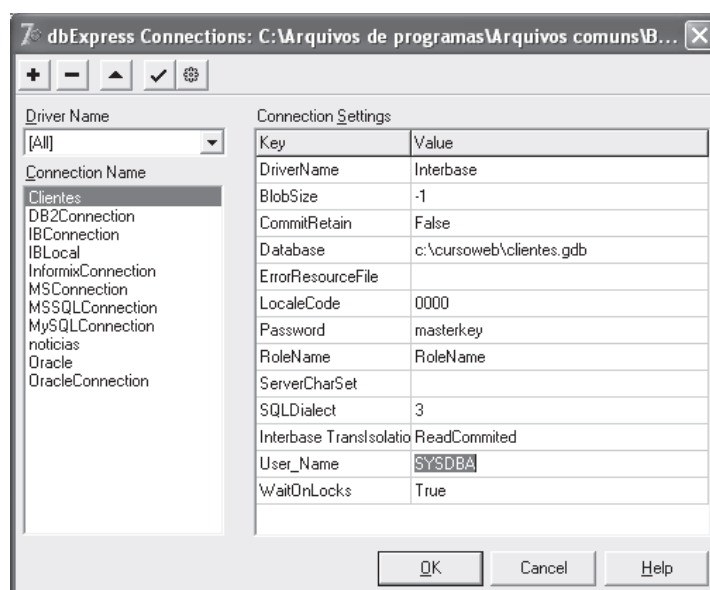 7 dbExpress Connections: C:\Arquivos de programas\Arquivos comuns\B...
Driver Name
[All]
Connection Name
Clientes
DB2Connection
IBConnection
IBLocal
InformixConnection
MSConnection
MSSQLConnection
MySQLConnection
noticias
Oracle
OracleConnection
Connection Settings
Key Value
DriverName Interbase
BlobSize -1
CommitRetain False
Database c:\cursoweb\clientes.gdb
ErrorResourceFile
LocaleCode 0000
Password masterkey
RoleName RoleName
ServerCharSet
SQLDialect 3
Interbase TransIsolatio ReadCommited
User_Name SYSDBA
WaitOnLocks True
OK Cancel Help